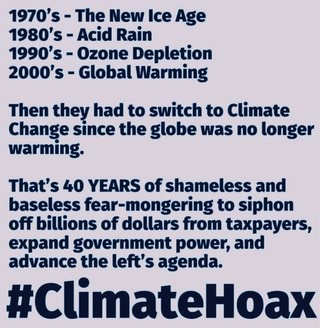 1970's - The New Ice Age
1980's - Acid Rain
1990's - Ozone Depletion
2000's - Global Warming
Then they had to switch to Climate
Change since the globe was no longer
warming.
That's 40 YEARS of shameless and
baseless fear-mongering to siphon
off billions of dollars from taxpayers,
expand government power, and
advance the left's agenda.
#ClimateHoax